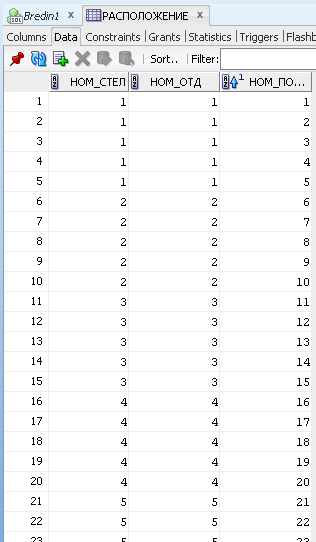 SQL Bredin1 x РАСПОЛОЖЕНИЕ x
Columns Data Constraints Grants Statistics Triggers Flashb
Sort.. Filter:
НОМ_СТЕЛ НОМ_ОТД 1 НОМ_ПО...
1 1 1 1
2 1 1 2
3 1 1 3
4 1 1 4
5 1 1 5
6 2 2 6
7 2 2 7
8 2 2 8
9 2 2 9
10 2 2 10
11 3 3 11
12 3 3 12
13 3 3 13
14 3 3 14
15 3 3 15
16 4 4 16
17 4 4 17
18 4 4 18
19 4 4 19
20 4 4 20
21 5 5 21
22 5 5 22
23 5 5 23